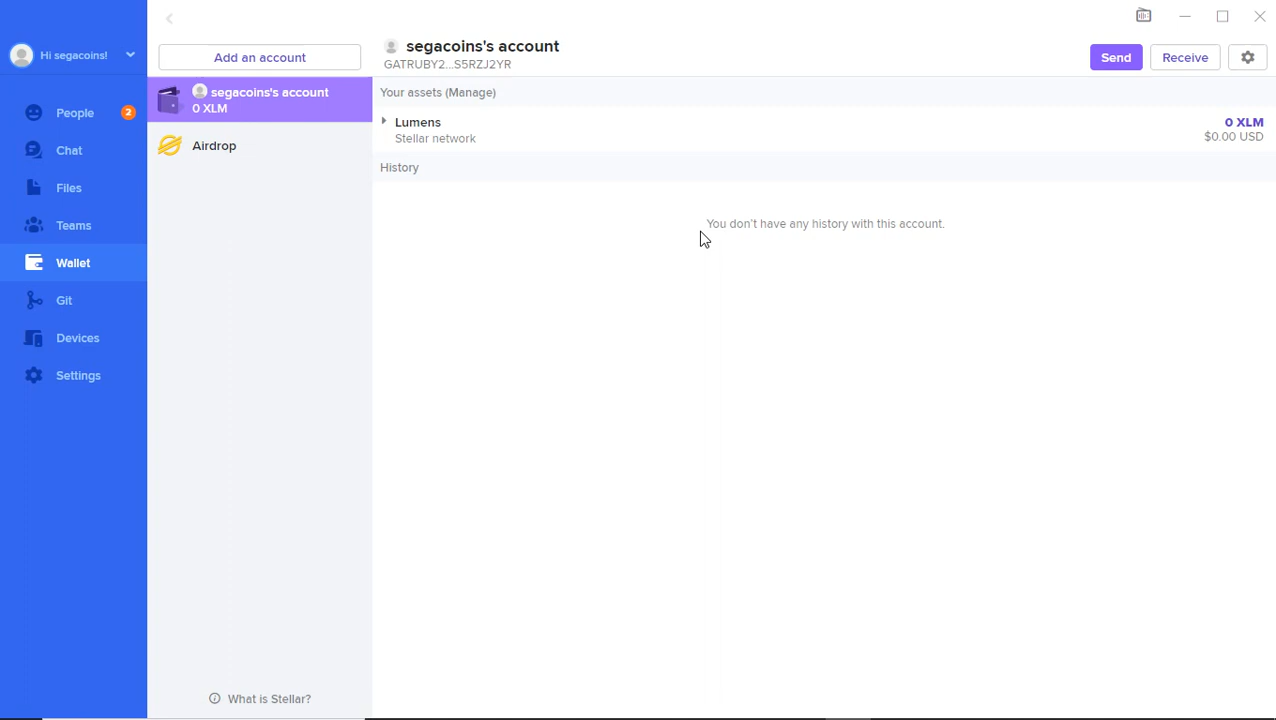 Hi segacoins!
People 2
Chat
Files
Teams
Wallet
Git
Devices
Settings
Add an account
segacoins's account
0 XLM
Airdrop
What is Stellar?
segacoins's account
GATRUBY2...S5RZJ2YR
Send
Receive
Your assets (Manage)
Lumens
0 XLM
Stellar network
$0.00 USD
History
You don't have any history with this account.